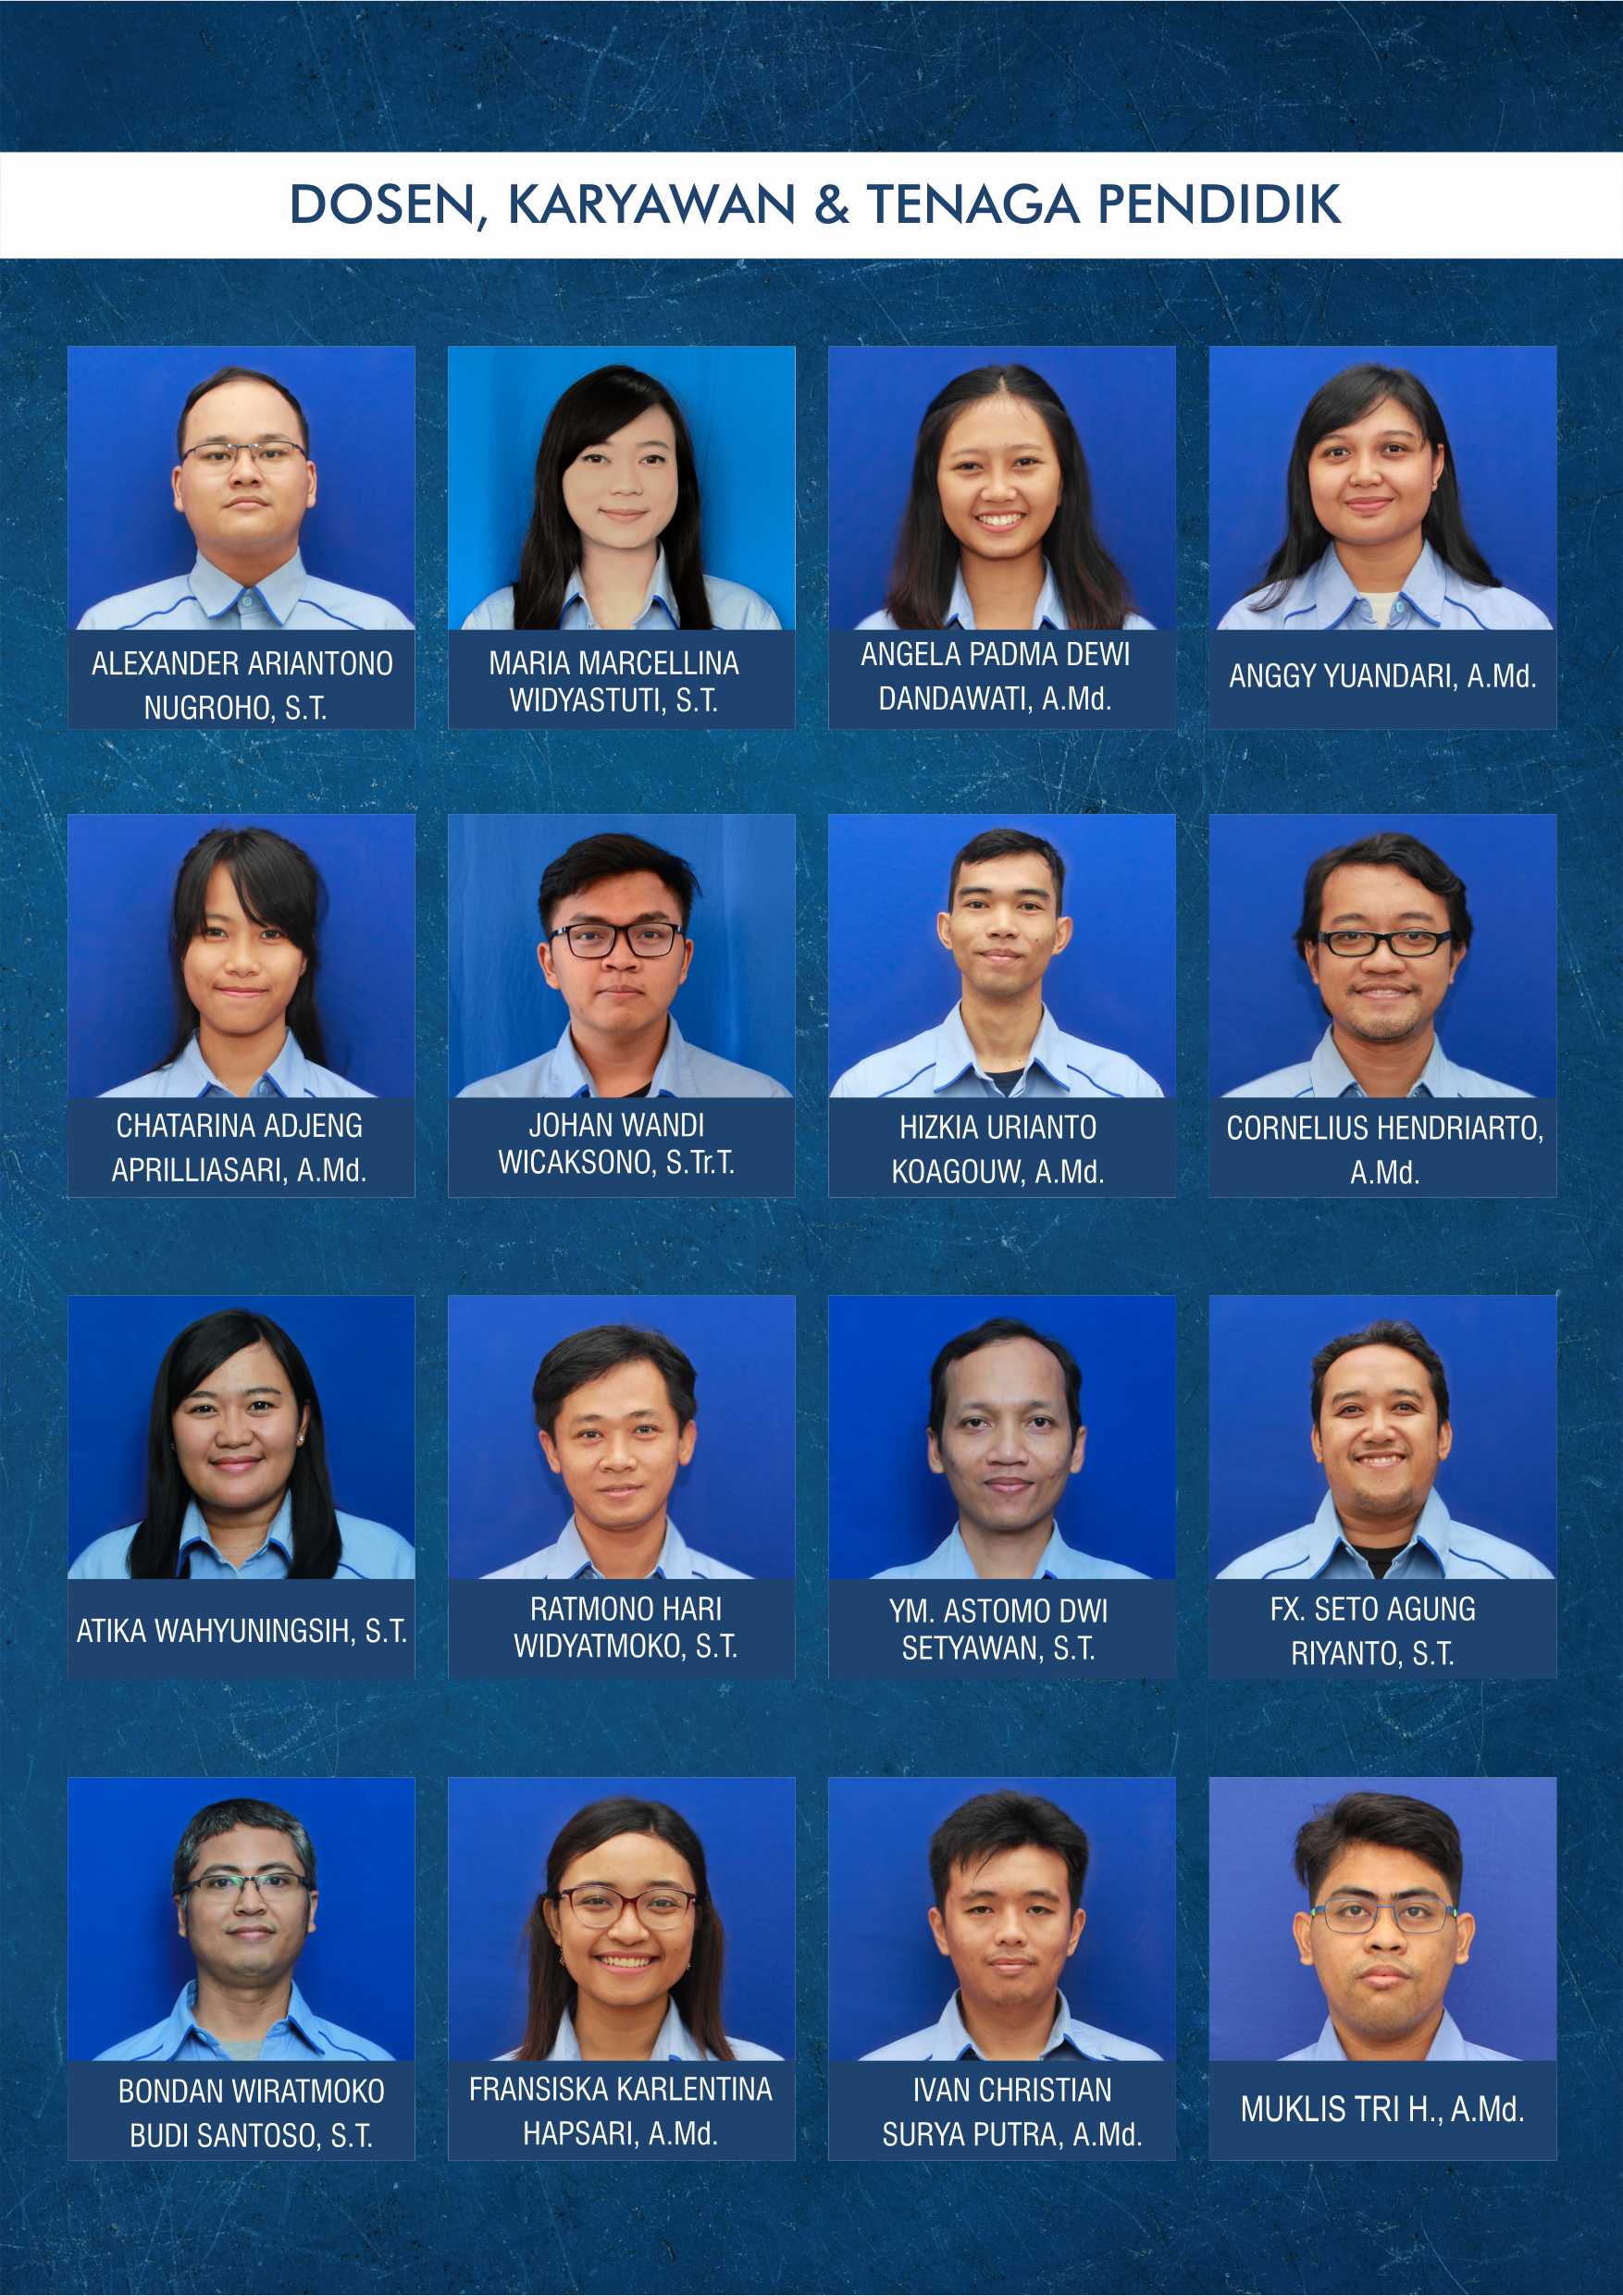 DOSEN, KARYAWAN & TENAGA PENDIDIK
ALEXANDER ARIANTONO
NUGROHO, S.T.
MARIA MARCELLINA
WIDYASTUTI, S.T.
ANGELA PADMA DEWI
DANDAWATI, A.Md.
ANGGY YUANDARI, A.Md.
CHATARINA ADJENG
APRILLIASARI, A.Md.
JOHAN WANDI
WICAKSONO, S.Tr.T.
HIZKIA URIANTO
KOAGOUW, A.Md.
CORNELIUS HENDRIARTO,
A.Md.
ATIKA WAHYUNINGSIH, S.T.
RATMONO HARI
WIDYATMOKO, S.T.
YM. ASTOMO DWI
SETYAWAN, S.T.
FX. SETO AGUNG
RIYANTO, S.T.
BONDAN WIRATMOKO
BUDI SANTOSO, S.T.
FRANSISKA KARLENTINA
HAPSARI, A.Md.
IVAN CHRISTIAN
SURYA PUTRA, A.Md.
MUKLIS TRI H., A.Md.